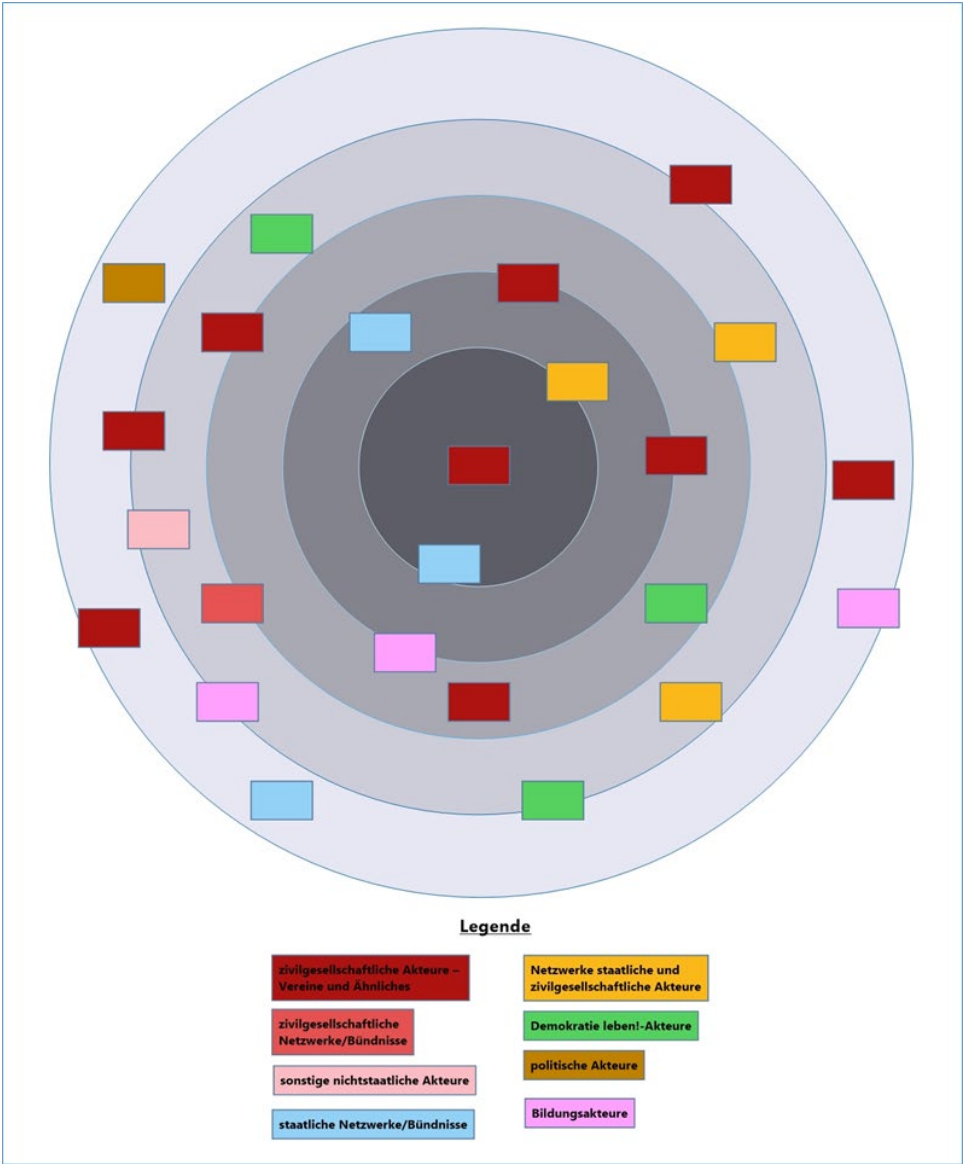 Legende
zivilgesellschaftliche Akteure –
Vereine und Ähnliches
zivilgesellschaftliche
Netzwerke/Bündnisse
sonstige nichtstaatliche Akteure
staatliche Netzwerke/Bündnisse
Netzwerke staatliche und
zivilgesellschaftliche Akteure
Demokratie leben!-Akteure
politische Akteure
Bildungsakteure